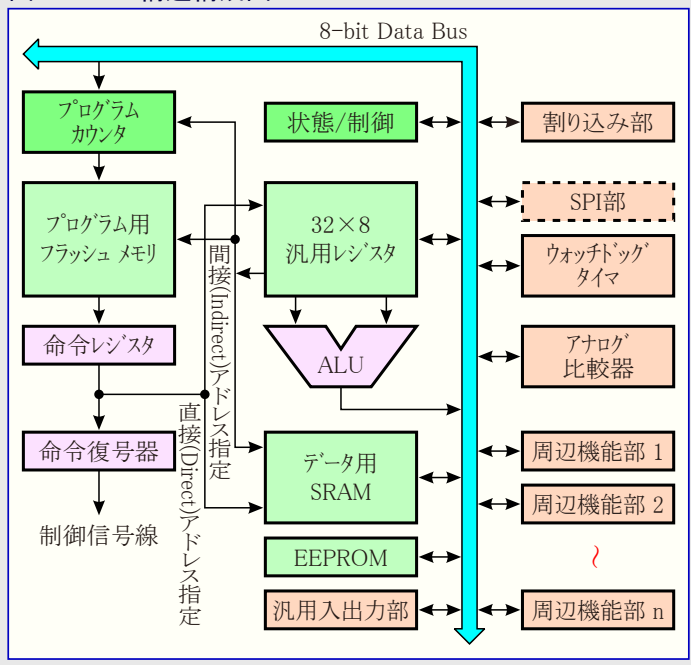 8-bit Data Bus
プログラム
カウンタ
状態/制御
割り込み部
プログラム用
フラッシュ メモリ
32×8
汎用レジスタ
SPI部
ウォッチドッグ
タイマ
間接(Indirect)アドレス指定
命令レジスタ
ALU
アナログ
比較器
直接(Direct)アドレス指定
命令復号器
データ用
SRAM
周辺機能部 1
周辺機能部 2
制御信号線
EEPROM
～
汎用入出力部
周辺機能部 n